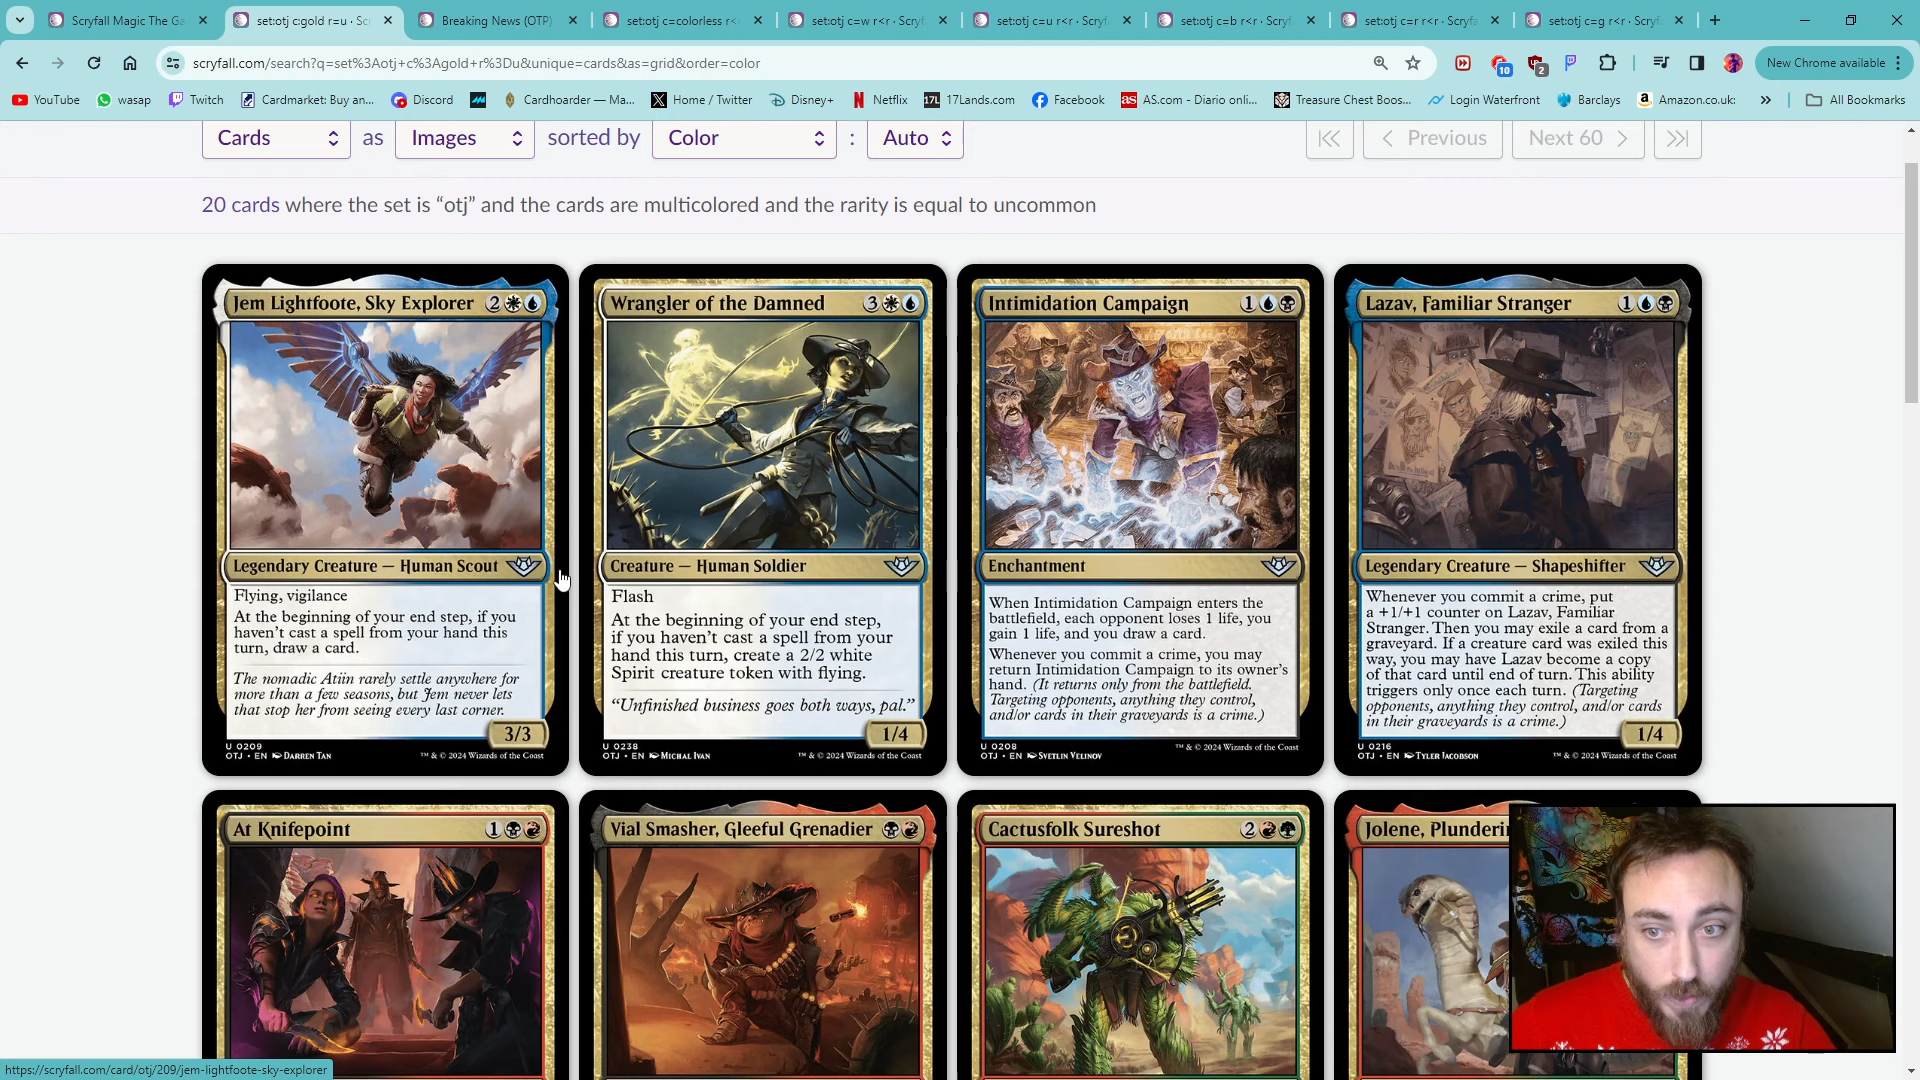 Scryfall Magic The Ga
set:otj c:gold r=u · Sc
Breaking News (OTP)
set:otj c=colorless r<
set:otj c=w r<r · Scryf
set:otj c=u r<r · Scryf
set:otj c=b r<r · Scryf
set:otj c=r r<r · Scryfa
set:otj c=g r<r · Scryf
scryfall.com/search?q=set%3Aotj+c%3Agold+r%3Du&unique=cards&as=grid&order=color
10
2
New Chrome available
YouTube
wasap
Twitch
Cardmarket: Buy an...
Discord
Cardhoarder — Ma...
Home / Twitter
Disney+
Netflix
17L
17Lands.com
Facebook
as
AS.com - Diario onli...
Treasure Chest Boos...
Login Waterfront
Barclays
Amazon.co.uk:
All Bookmarks
Cards as Images sorted by Color : Auto
Previous
Next 60
20 cards where the set is “otj” and the cards are multicolored and the rarity is equal to uncommon
Jem Lightfoote, Sky Explorer 2
Legendary Creature — Human Scout
Flying, vigilance
At the beginning of your end step, if you
haven't cast a spell from your hand this
turn, draw a card.
The nomadic Atiin rarely settle anywhere for
more than a few seasons, but Jem never lets
that stop her from seeing every last corner.
3/3
U 0209
OTJ • EN Darren Tan
™ & © 2024 Wizards of the Coast
Wrangler of the Damned 3
Creature — Human Soldier
Flash
At the beginning of your end step,
if you haven't cast a spell from your
hand this turn, create a 2/2 white
Spirit creature token with flying.
“Unfinished business goes both ways, pal.”
1/4
U 0238
OTJ • EN Michal Ivan
™ & © 2024 Wizards of the Coast
Intimidation Campaign 1
Enchantment
When Intimidation Campaign enters the
battlefield, each opponent loses 1 life, you
gain 1 life, and you draw a card.
Whenever you commit a crime, you may
return Intimidation Campaign to its owner's
hand. (It returns only from the battlefield.
Targeting opponents, anything they control,
and/or cards in their graveyards is a crime.)
U 0208
OTJ • EN Svetlin Velinov
™ & © 2024 Wizards of the Coast
Lazav, Familiar Stranger 1
Legendary Creature — Shapeshifter
Whenever you commit a crime, put
a +1/+1 counter on Lazav, Familiar
Stranger. Then you may exile a card from a
graveyard. If a creature card was exiled this
way, you may have Lazav become a copy
of that card until end of turn. This ability
triggers only once each turn. (Targeting
opponents, anything they control, and/or cards
in their graveyards is a crime.)
1/4
U 0216
OTJ • EN Tyler Jacobson
™ & © 2024 Wizards of the Coast
At Knifepoint 1
Vial Smasher, Gleeful Grenadier
Cactusfolk Sureshot 2
Jolene, Plunderin
https://scryfall.com/card/otj/209/jem-lightfoote-sky-explorer